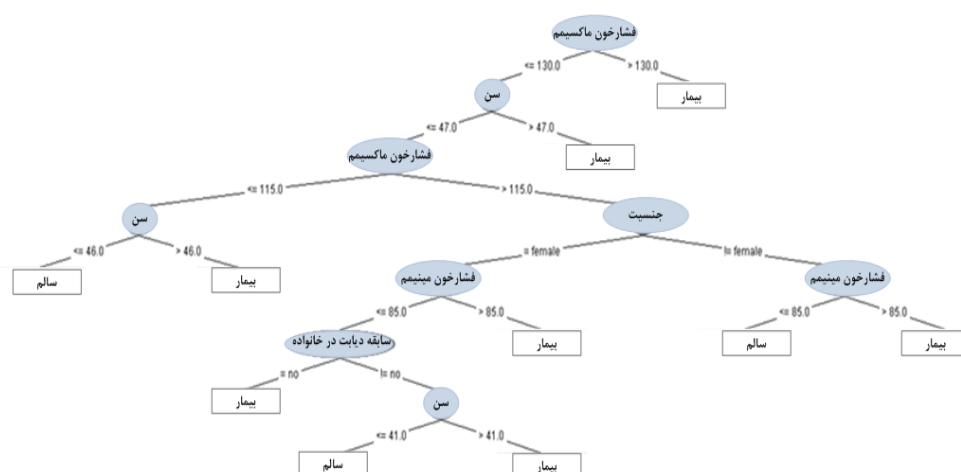 فشارخون ماکسیمم
<= 130.0
> 130.0
سن
بیمار
<= 47.0
> 47.0
فشارخون ماکسیمم
بیمار
<= 115.0
> 115.0
سن
جنسیت
<= 46.0
> 46.0
= female
!= female
سالم
بیمار
فشارخون مینیمم
فشارخون مینیمم
<= 85.0
> 85.0
<= 85.0
> 85.0
سابقه دیابت در خانواده
بیمار
سالم
بیمار
= no
!= no
بیمار
سن
<= 41.0
> 41.0
سالم
بیمار